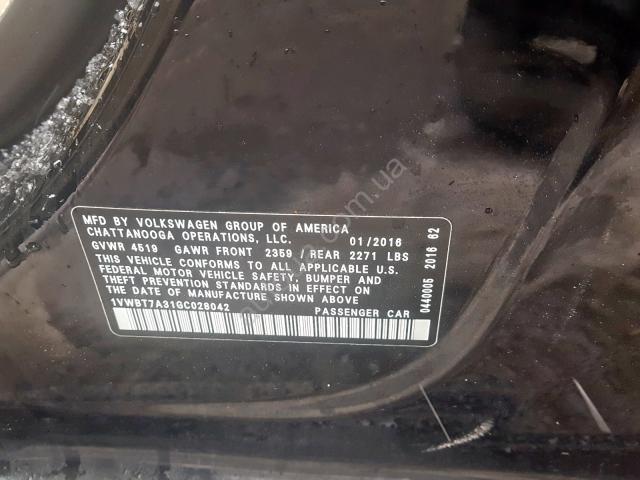 MFD BY VOLKSWAGEN GROUP OF AMERICA
CHATTANOOGA OPERATIONS, LLC. 01/2016
GVWR 4519 GAWR FRONT 2359 / REAR 2271 LBS
THIS VEHICLE CONFORMS TO ALL APPLICABLE U.S.
FEDERAL MOTOR VEHICLE SAFETY, BUMPER AND
THEFT PREVENTION STANDARDS IN EFFECT ON THE
DATE OF MANUFACTURE SHOWN ABOVE
1VWBT7A31GC028042 PASSENGER CAR
0440005 2016 62